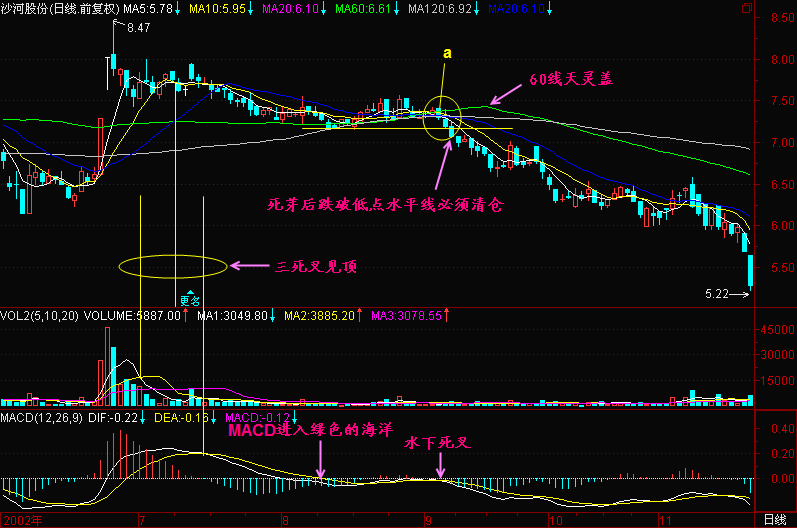 沙河股份(日线.前复权) MA5:5.78↓ MA10:5.95↓ MA20:6.10↓ MA60:6.61↓ MA120:6.92↓ MA20:6.10↓
8.50
8.47
8.00
a
60线天灵盖
7.50
7.00
6.50
死芽后跌破低点水平线必须清仓
6.00
三死叉见顶
5.50
5.22
更名
VOL2(5,10,20) VOLUME:5887.00↑ MA1:3049.80↓ MA2:3885.20↑ MA3:3078.55↑
45000
30000
15000
MACD(12,26,9) DIF:-0.22↓ DEA:-0.16↓ MACD:-0.12↓
MACD进入绿色的海洋
水下死叉
0.40
0.20
0.00
2002年 7 8 9 10 11 日线